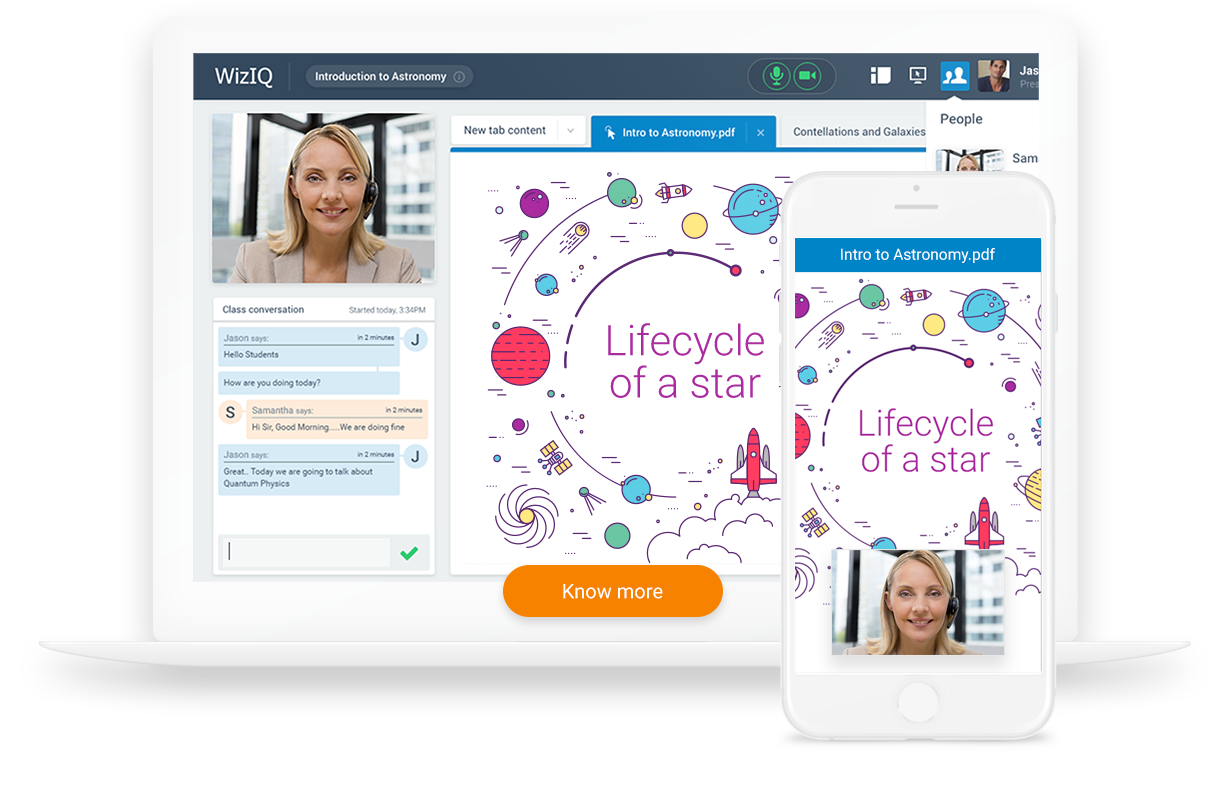 WizIQ
Introduction to Astronomy
Jas
Pres
People
Sam
New tab content
Intro to Astronomy.pdf
Contellations and Galaxies
Lifecycle
of a star
Class conversation
Started today, 3:34PM
Jason says:
in 2 minutes
J
Hello Students
How are you doing today?
S
Samantha says:
in 2 minutes
Hi Sir, Good Morning.....We are doing fine
Jason says:
in 2 minutes
J
Great.. Today we are going to talk about
Quantum Physics
Know more
Intro to Astronomy.pdf
Lifecycle
of a star